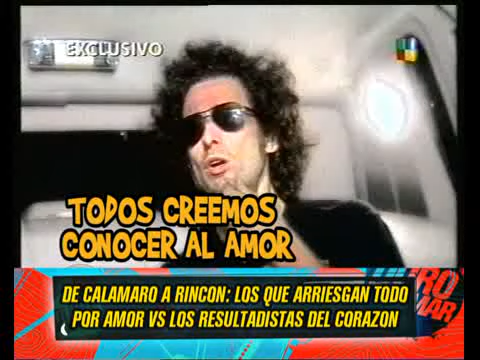 EXCLUSIVO
TODOS CREEMOS
CONOCER AL AMOR
DE CALAMARO A RINCON: LOS QUE ARRIESGAN TODO
POR AMOR VS LOS RESULTADISTAS DEL CORAZON